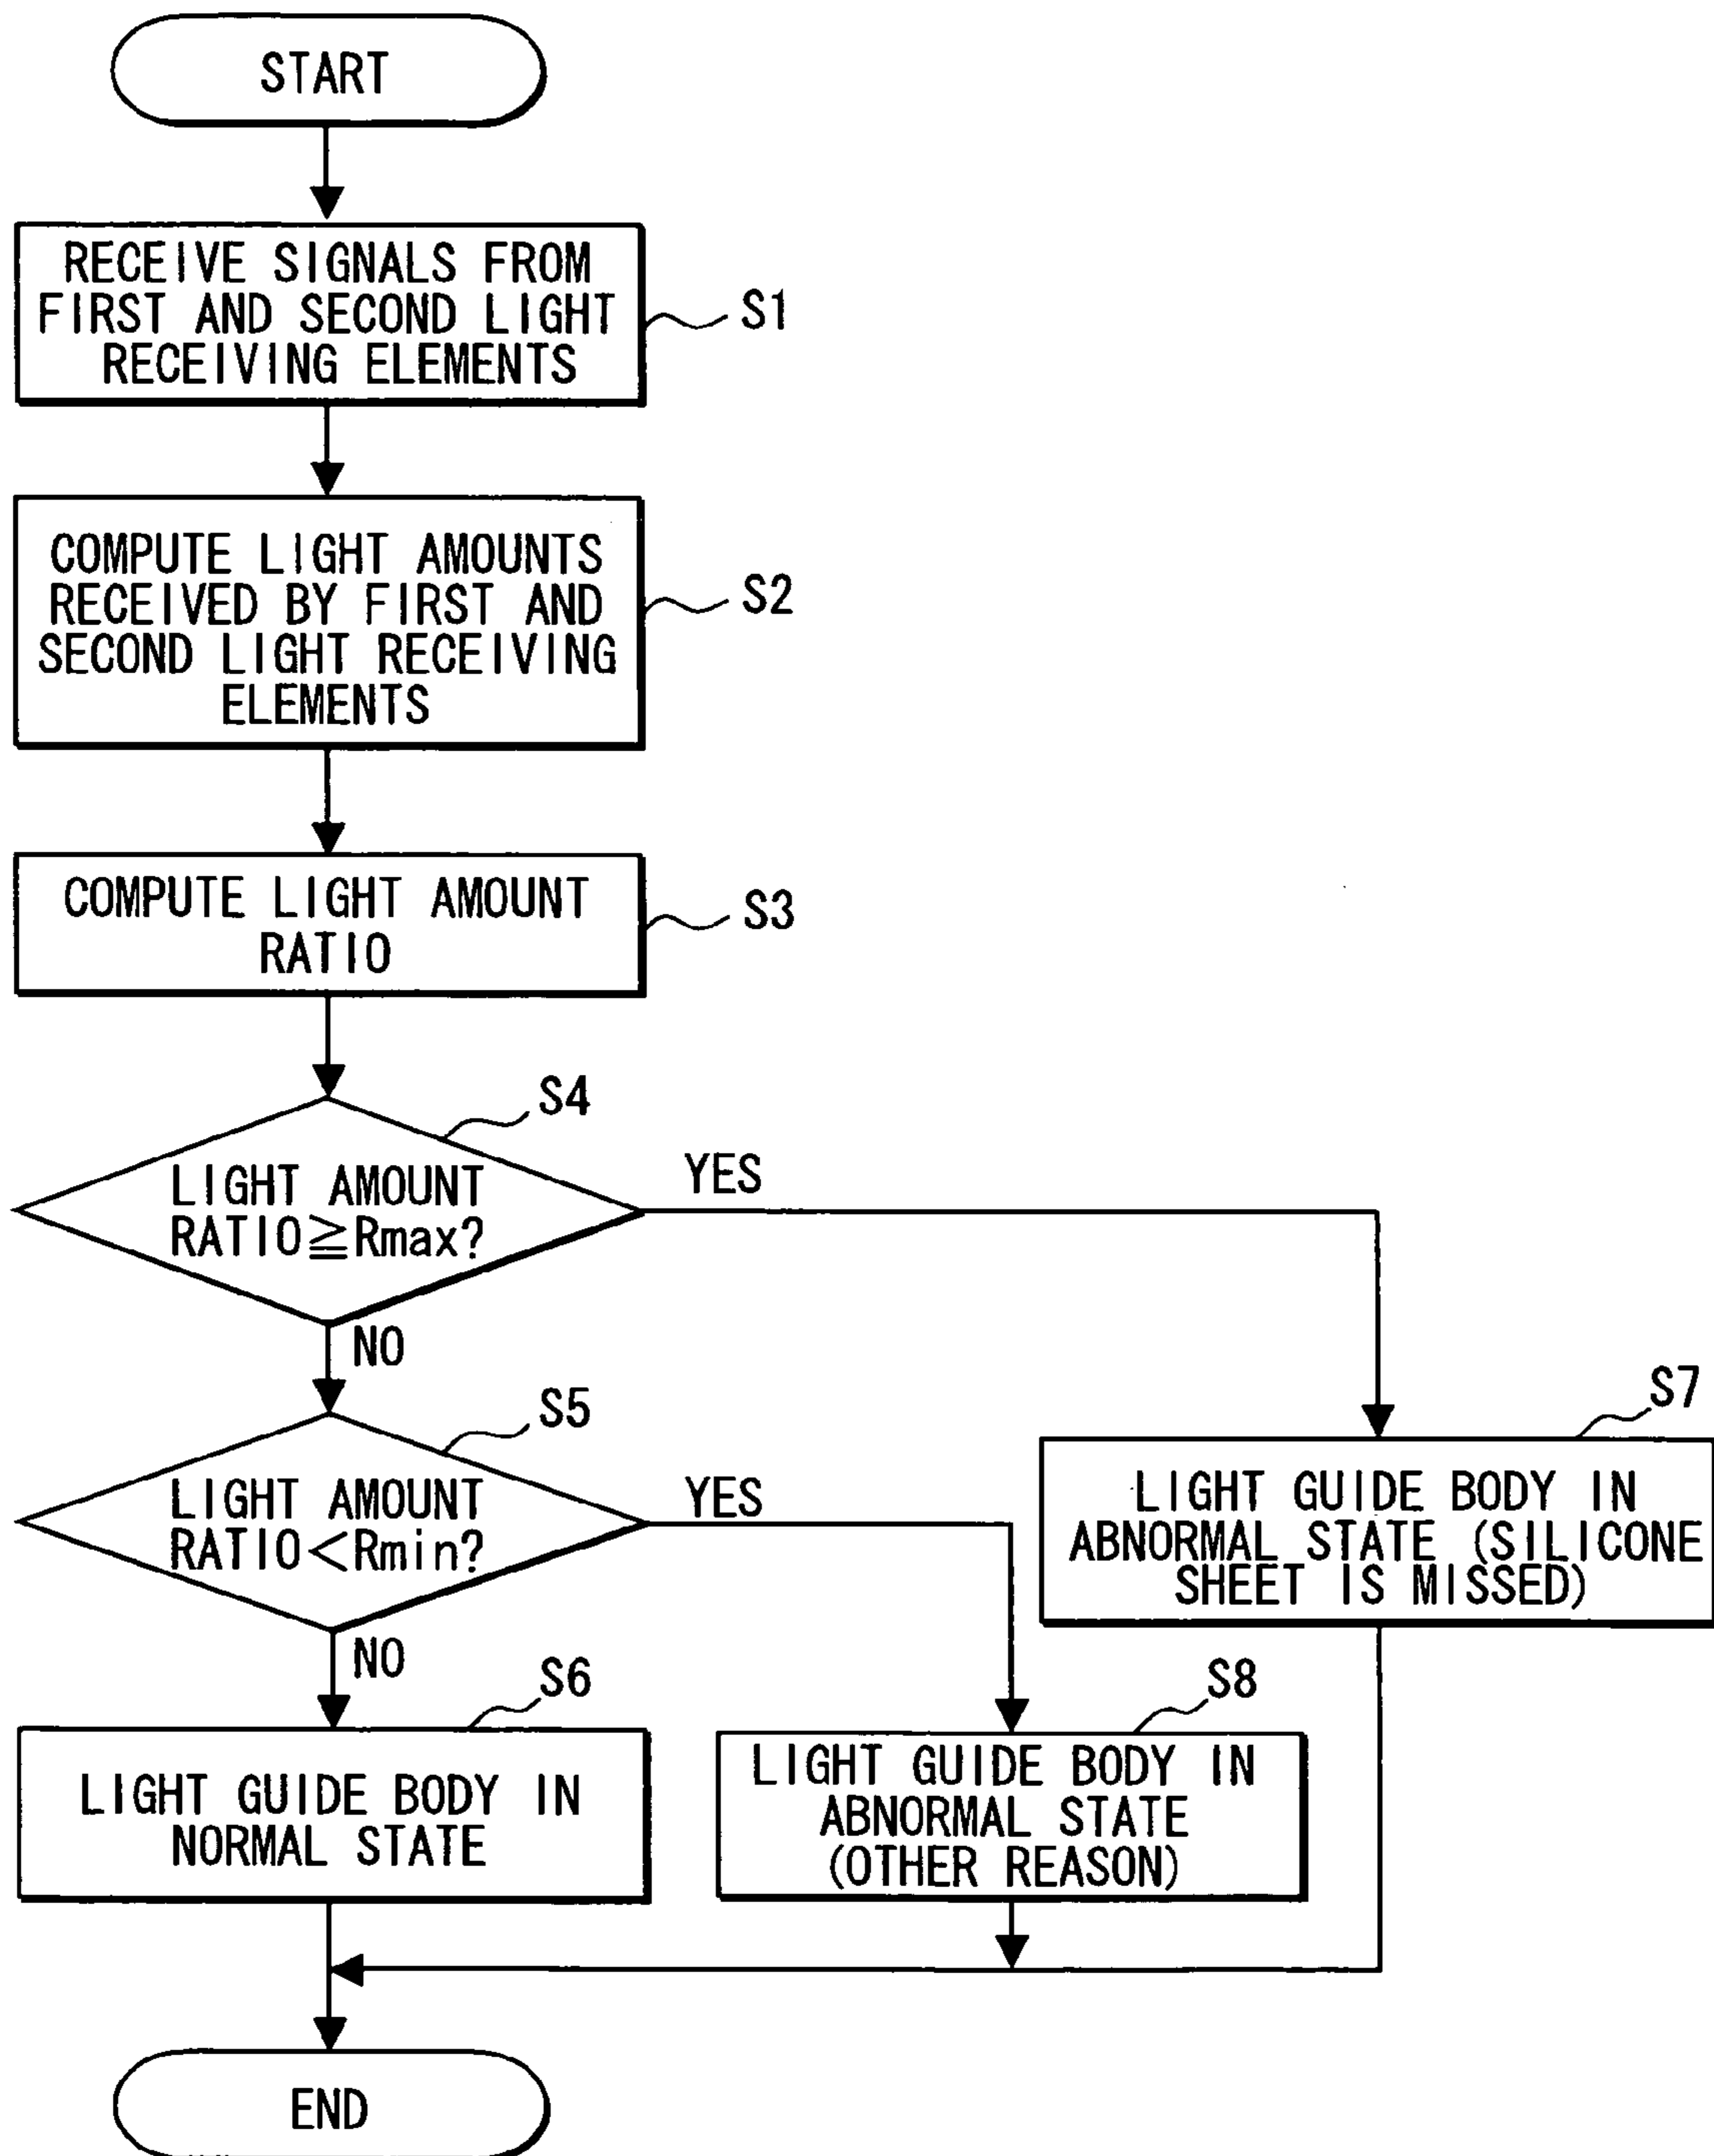 START
RECEIVE SIGNALS FROM
FIRST AND SECOND LIGHT
RECEIVING ELEMENTS
S1
COMPUTE LIGHT AMOUNTS
RECEIVED BY FIRST AND
SECOND LIGHT RECEIVING
ELEMENTS
S2
COMPUTE LIGHT AMOUNT
RATIO
S3
S4
LIGHT AMOUNT
RATIO≧Rmax?
YES
NO
S5
LIGHT AMOUNT
RATIO<Rmin?
YES
NO
S7
LIGHT GUIDE BODY IN
ABNORMAL STATE (SILICONE
SHEET IS MISSED)
S6
LIGHT GUIDE BODY IN
NORMAL STATE
S8
LIGHT GUIDE BODY IN
ABNORMAL STATE
(OTHER REASON)
END